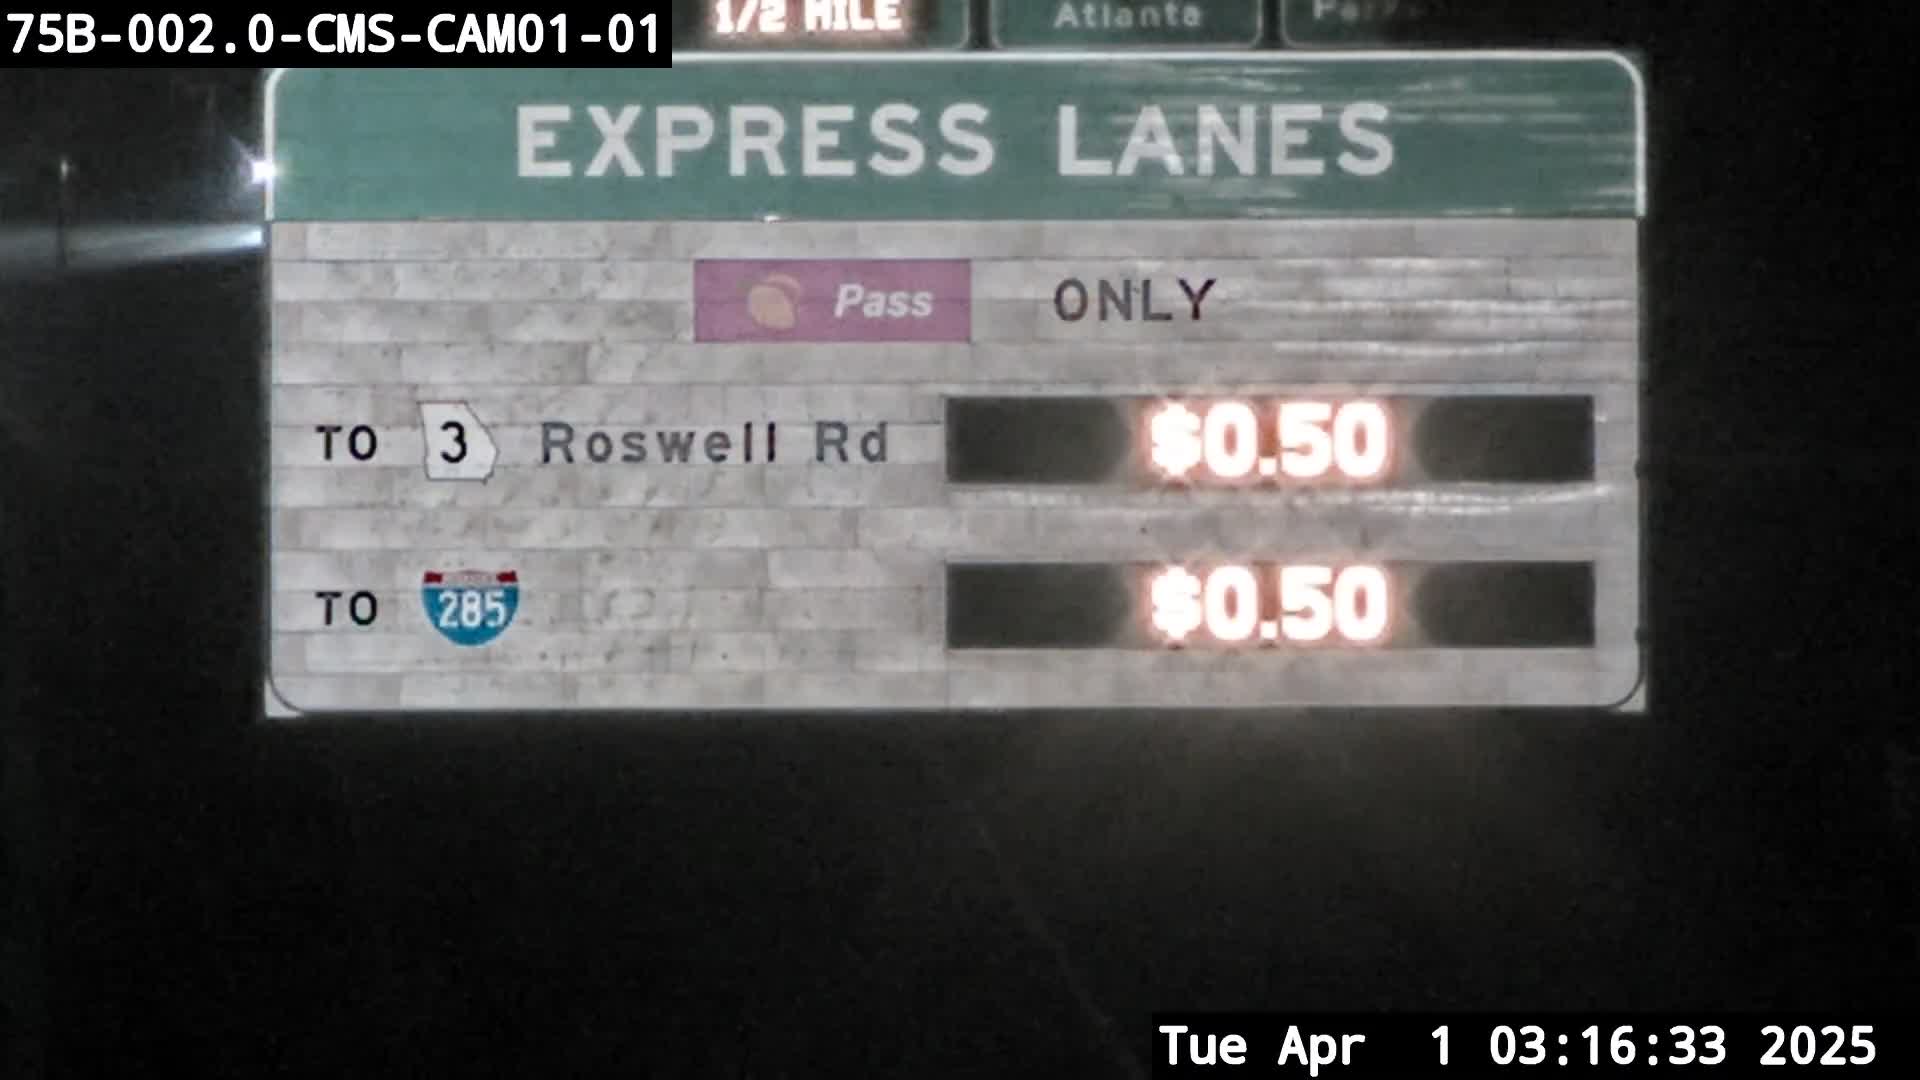 75B-002.0-CMS-CAM01-01
1/2 MILE
Atlanta
EXPRESS LANES
Pass ONLY
TO 3 Roswell Rd $0.50
TO 285 $0.50
Tue Apr 1 03:16:33 2025